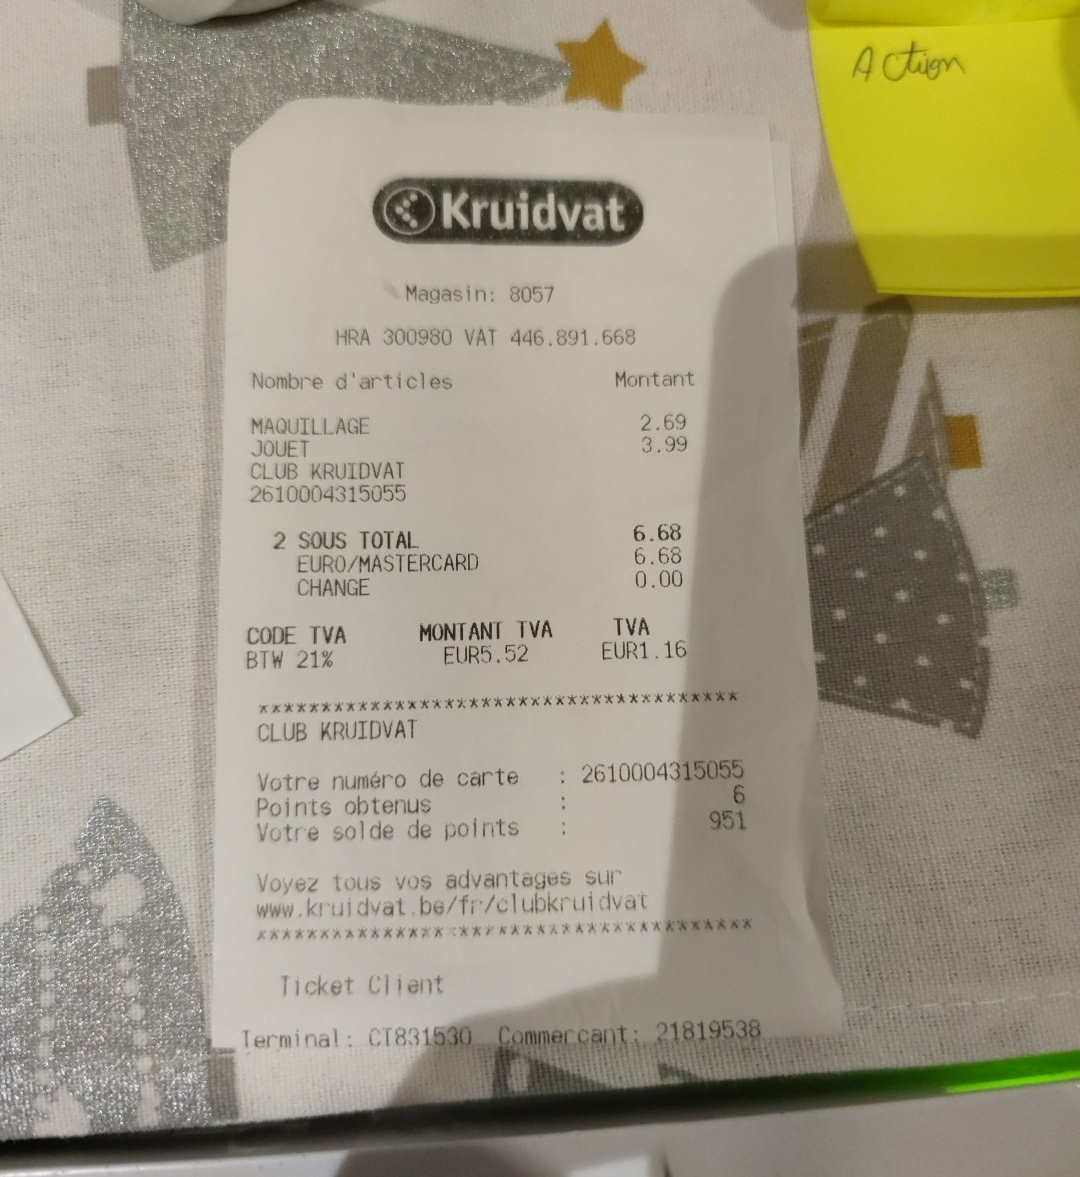 Action
Kruidvat
Magasin: 8057
HRA 300980 VAT 446.891.668
Nombre d'articles Montant
MAQUILLAGE 2.69
JOUET 3.99
CLUB KRUIDVAT
2610004315055
2 SOUS TOTAL 6.68
EURO/MASTERCARD 6.68
CHANGE 0.00
CODE TVA MONTANT TVA TVA
BTW 21% EUR5.52 EUR1.16
****************************************
CLUB KRUIDVAT
Votre numéro de carte : 2610004315055
Points obtenus : 6
Votre solde de points : 951
Voyez tous vos advantages sur
www.kruidvat.be/fr/clubkruidvat
****************************************
Ticket Client
Terminal: CT831530 Commercant: 21819538